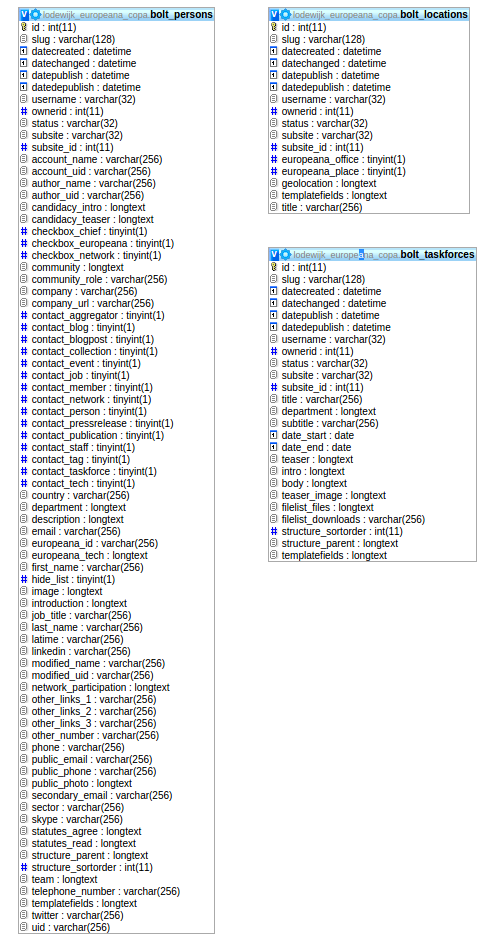 lodewijk_europeana_copa.bolt_persons
id : int(11)
slug : varchar(128)
datecreated : datetime
datechanged : datetime
datepublish : datetime
datedepublish : datetime
username : varchar(32)
ownerid : int(11)
status : varchar(32)
subsite : varchar(32)
subsite_id : int(11)
account_name : varchar(256)
account_uid : varchar(256)
author_name : varchar(256)
author_uid : varchar(256)
candidacy_intro : longtext
candidacy_teaser : longtext
checkbox_chief : tinyint(1)
checkbox_europeana : tinyint(1)
checkbox_network : tinyint(1)
community : longtext
community_role : varchar(256)
company : varchar(256)
company_url : varchar(256)
contact_aggregator : tinyint(1)
contact_blog : tinyint(1)
contact_blogpost : tinyint(1)
contact_collection : tinyint(1)
contact_event : tinyint(1)
contact_job : tinyint(1)
contact_member : tinyint(1)
contact_network : tinyint(1)
contact_person : tinyint(1)
contact_pressrelease : tinyint(1)
contact_publication : tinyint(1)
contact_staff : tinyint(1)
contact_tag : tinyint(1)
contact_taskforce : tinyint(1)
contact_tech : tinyint(1)
country : varchar(256)
department : longtext
description : longtext
email : varchar(256)
europeana_id : varchar(256)
europeana_tech : longtext
first_name : varchar(256)
hide_list : tinyint(1)
image : longtext
introduction : longtext
job_title : varchar(256)
last_name : varchar(256)
latime : varchar(256)
linkedin : varchar(256)
modified_name : varchar(256)
modified_uid : varchar(256)
network_participation : longtext
other_links_1 : varchar(256)
other_links_2 : varchar(256)
other_links_3 : varchar(256)
other_number : varchar(256)
phone : varchar(256)
public_email : varchar(256)
public_phone : varchar(256)
public_photo : longtext
secondary_email : varchar(256)
sector : varchar(256)
skype : varchar(256)
statutes_agree : longtext
statutes_read : longtext
structure_parent : longtext
structure_sortorder : int(11)
team : longtext
telephone_number : varchar(256)
templatefields : longtext
twitter : varchar(256)
uid : varchar(256)
lodewijk_europeana_copa.bolt_locations
id : int(11)
slug : varchar(128)
datecreated : datetime
datechanged : datetime
datepublish : datetime
datedepublish : datetime
username : varchar(32)
ownerid : int(11)
status : varchar(32)
subsite : varchar(32)
subsite_id : int(11)
europeana_office : tinyint(1)
europeana_place : tinyint(1)
geolocation : longtext
templatefields : longtext
title : varchar(256)
lodewijk_europeana_copa.bolt_taskforces
id : int(11)
slug : varchar(128)
datecreated : datetime
datechanged : datetime
datepublish : datetime
datedepublish : datetime
username : varchar(32)
ownerid : int(11)
status : varchar(32)
subsite : varchar(32)
subsite_id : int(11)
title : varchar(256)
department : longtext
subtitle : varchar(256)
date_start : date
date_end : date
teaser : longtext
intro : longtext
body : longtext
teaser_image : longtext
filelist_files : longtext
filelist_downloads : varchar(256)
structure_sortorder : int(11)
structure_parent : longtext
templatefields : longtext